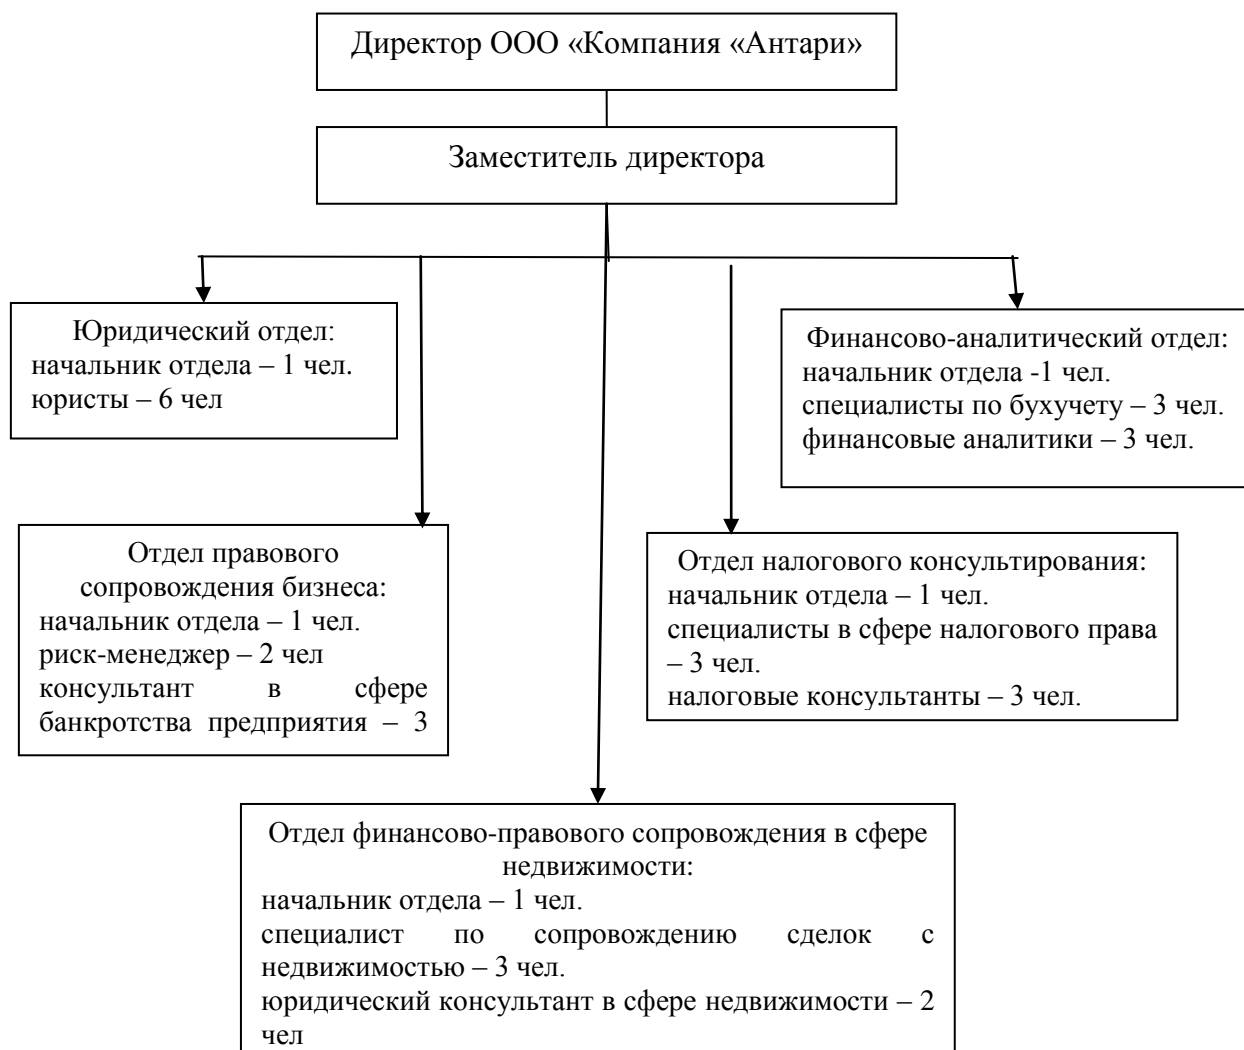 Директор ООО «Компания «Антари»
Заместитель директора
Юридический отдел:
начальник отдела – 1 чел.
юристы – 6 чел
Финансово-аналитический отдел:
начальник отдела -1 чел.
специалисты по бухучету – 3 чел.
финансовые аналитики – 3 чел.
Отдел правового
сопровождения бизнеса:
начальник отдела – 1 чел.
риск-менеджер – 2 чел
консультант в сфере
банкротства предприятия – 3
Отдел налогового консультирования:
начальник отдела – 1 чел.
специалисты в сфере налогового права
– 3 чел.
налоговые консультанты – 3 чел.
Отдел финансово-правового сопровождения в сфере
недвижимости:
начальник отдела – 1 чел.
специалист по сопровождению сделок с
недвижимостью – 3 чел.
юридический консультант в сфере недвижимости – 2
чел